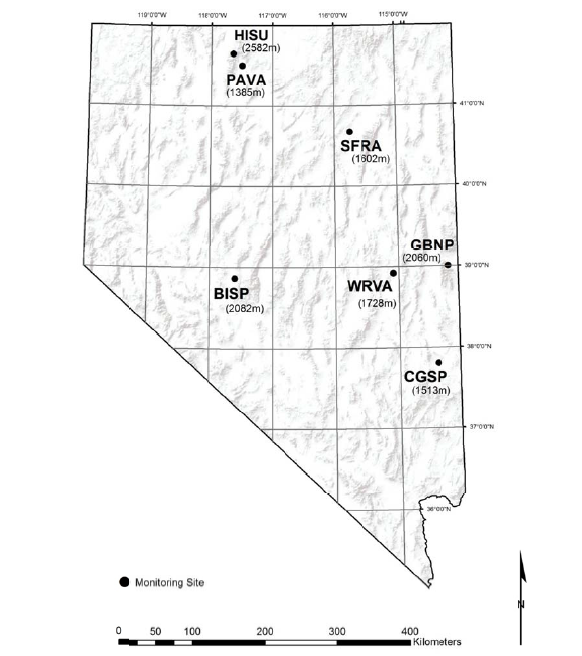 119°0'0"W 118°0'0"W 117°0'0"W 116°0'0"W 115°0'0"W
HISU
(2582m)
PAVA
(1385m)
41°0'0"N
SFRA
(1602m)
40°0'0"N
GBNP
(2060m)
39°0'0"N
WRVA
(1728m)
BISP
(2082m)
38°0'0"N
CGSP
(1513m)
37°0'0"N
36°0'0"N
Monitoring Site
N
0 50 100 200 300 400
Kilometers